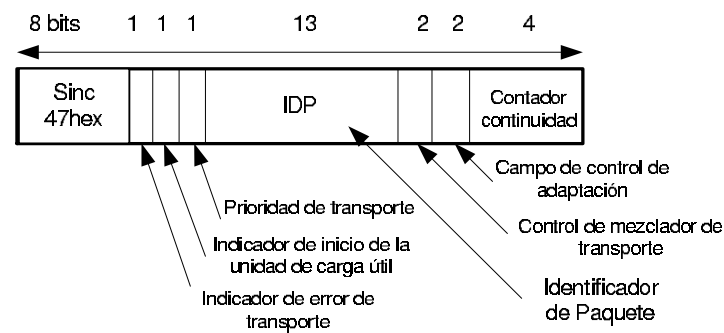 8 bits 1 1 1 13 2 2 4
Sinc
47hex
IDP
Contador
continuidad
Campo de control de
adaptación
Prioridad de transporte
Control de mezclador de
transporte
Indicador de inicio de la
unidad de carga útil
Identificador
de Paquete
Indicador de error de
transporte